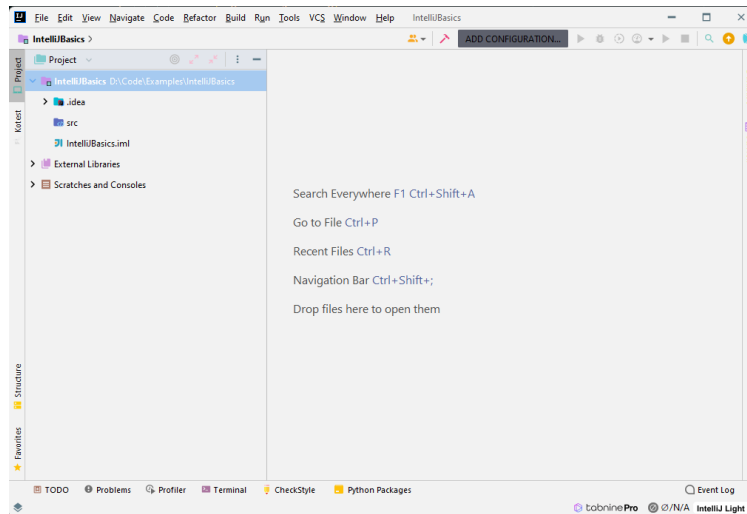 File Edit View Navigate Code Refactor Build Run Tools VCS Window Help IntelliJBasics
IntelliJBasics
ADD CONFIGURATION...
Project
Project
IntelliJBasics D:\Code\Examples\IntelliJBasics
.idea
src
IntelliJBasics.iml
External Libraries
Scratches and Consoles
Kotest
Search Everywhere F1 Ctrl+Shift+A
Go to File Ctrl+P
Recent Files Ctrl+R
Navigation Bar Ctrl+Shift+;
Drop files here to open them
Structure
Favorites
TODO Problems Profiler Terminal CheckStyle Python Packages Event Log
tabnine Pro Ø/N/A IntelliJ Light